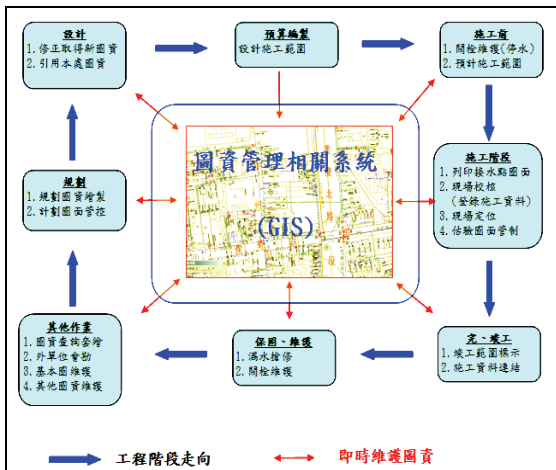 設計
1. 修正取得新圖資
2. 引用本處圖資
預算編製
設計施工範圍
施工前
1. 關栓維護(停水)
2. 預計施工範圍
規劃
1. 規劃圖資繪製
2. 計劃圖面管控
圖資管理相關系統
(GIS)
施工階段
1. 列印接水點圖面
2. 現場校核
(登錄施工資料)
3. 現場定位
4. 估驗圖面管制
其他作業
1. 圖資查詢套繪
2. 外單位會勘
3. 基本圖維護
4. 其他圖資維護
保固、維護
1. 漏水搶修
2. 關栓維護
完、竣工
1. 竣工範圍標示
2. 施工資料連結
工程階段走向
即時維護圖資